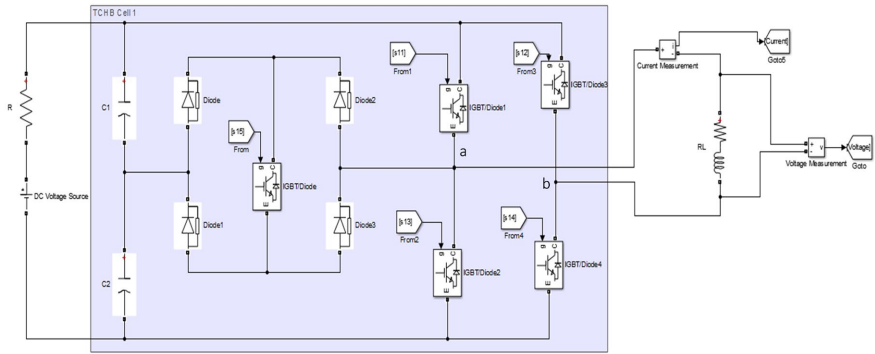 TCHB Cell 1
R
DC Voltage Source
C1
C2
Diode
Diode1
Diode2
Diode3
[s15]
From
IGBT/Diode
[s11]
From1
g
C
E
IGBT/Diode1
[s12]
From3
g
C
E
IGBT/Diode3
a
b
[s13]
From2
g
C
E
IGBT/Diode2
[s14]
From4
g
C
E
IGBT/Diode4
g
C
E
+
i
-
Current Measurement
[Current]
Goto5
RL
+
-
v
Voltage Measurement
[Voltage]
Goto